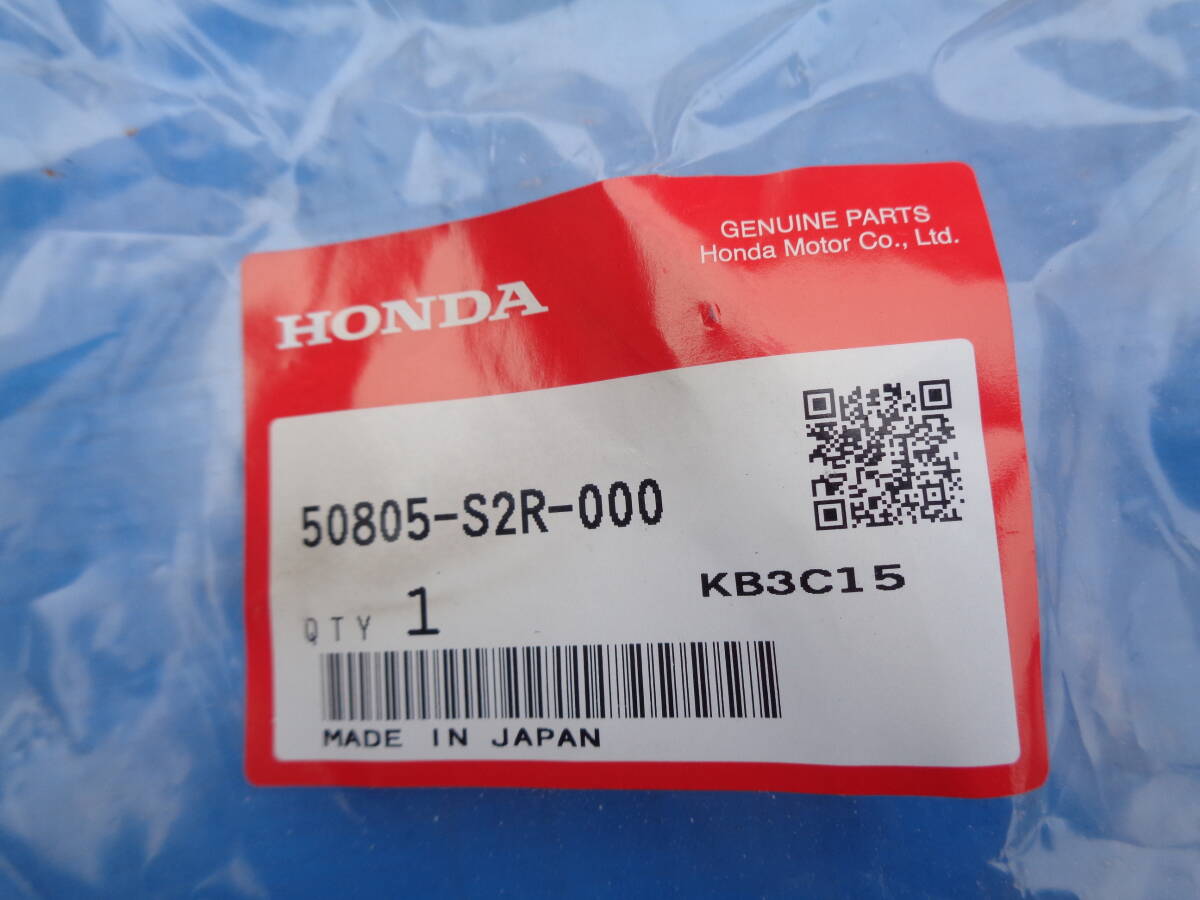 GENUINE PARTS
Honda Motor Co., Ltd.
HONDA
50805-S2R-000
KB3C15
QTY 1
MADE IN JAPAN